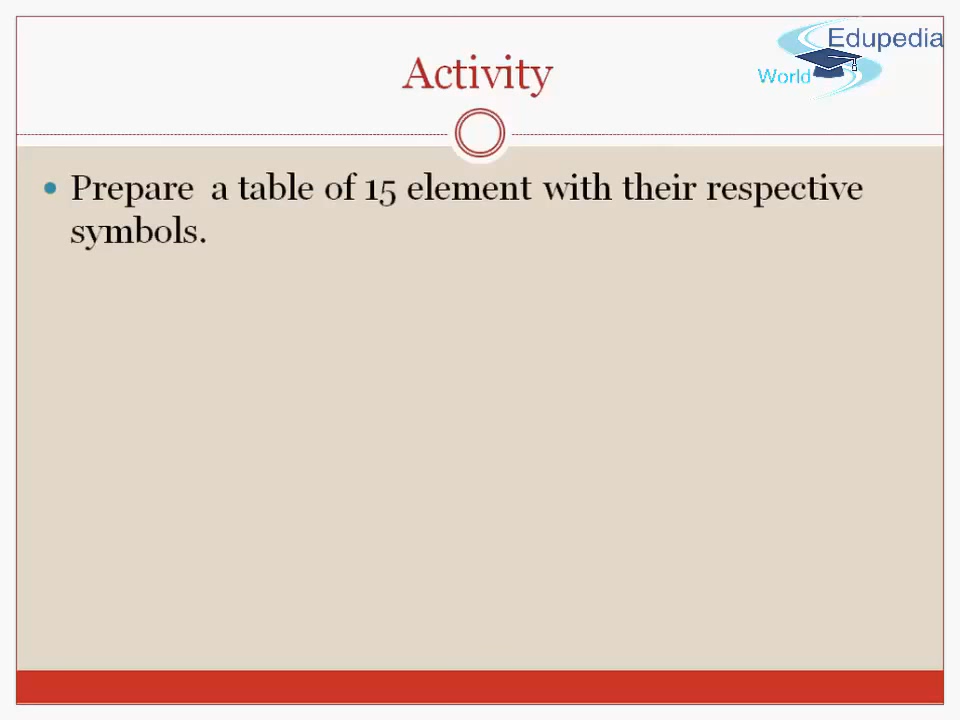 Edupedia
World
Activity
Prepare a table of 15 element with their respective
symbols.